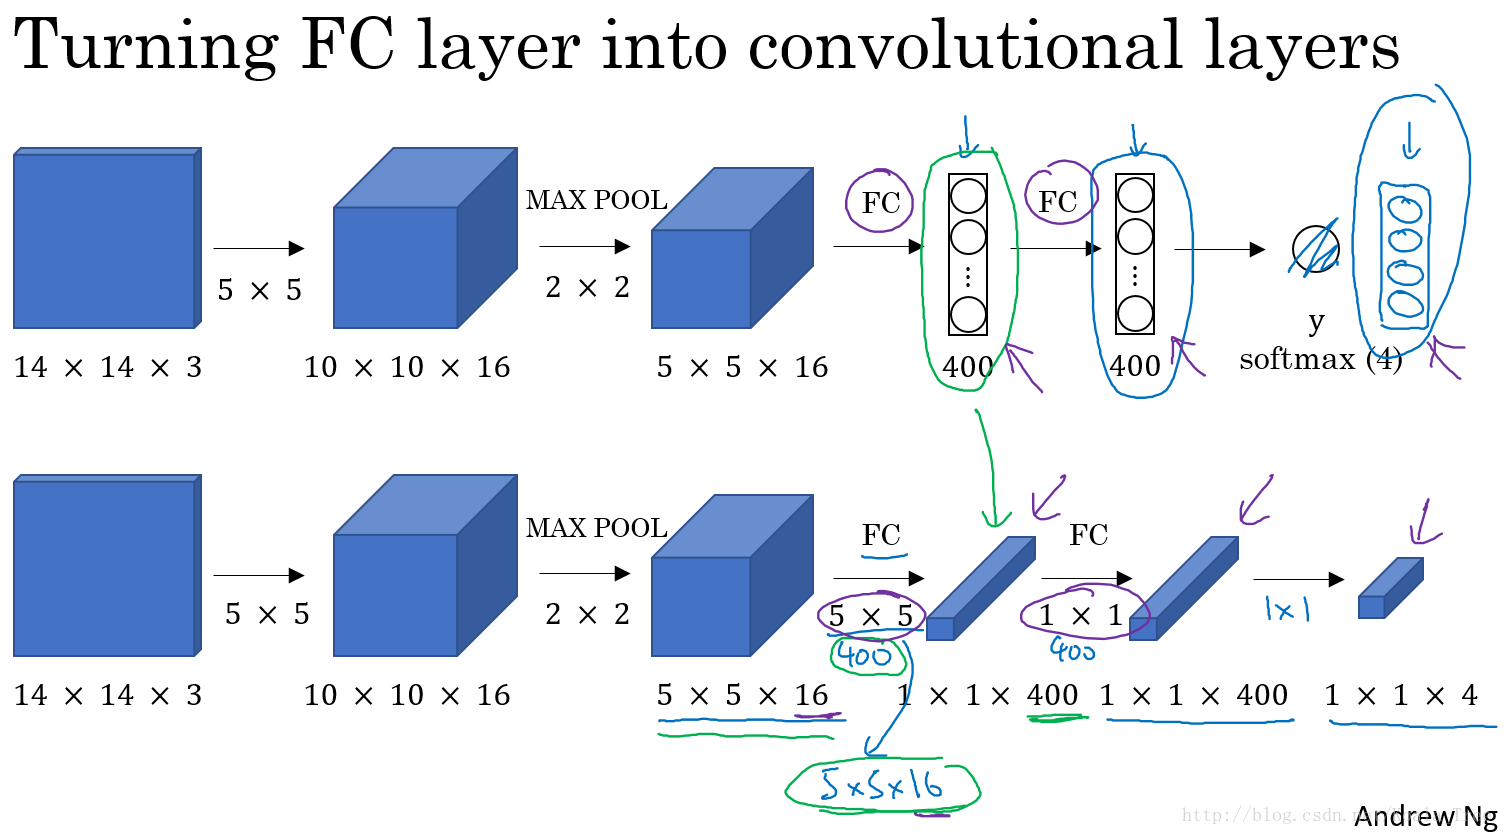 Turning FC layer into convolutional layers
MAX POOL
FC
FC
5 × 5
2 × 2
y
14 × 14 × 3
10 × 10 × 16
5 × 5 × 16
400
400
softmax (4)
MAX POOL
FC
FC
5 × 5
2 × 2
5 × 5
1 × 1
1×1
400
400
14 × 14 × 3
10 × 10 × 16
5 × 5 × 16
1 × 1 × 400
1 × 1 × 400
1 × 1 × 4
5×5×16
Andrew Ng
http://blog.csdn.